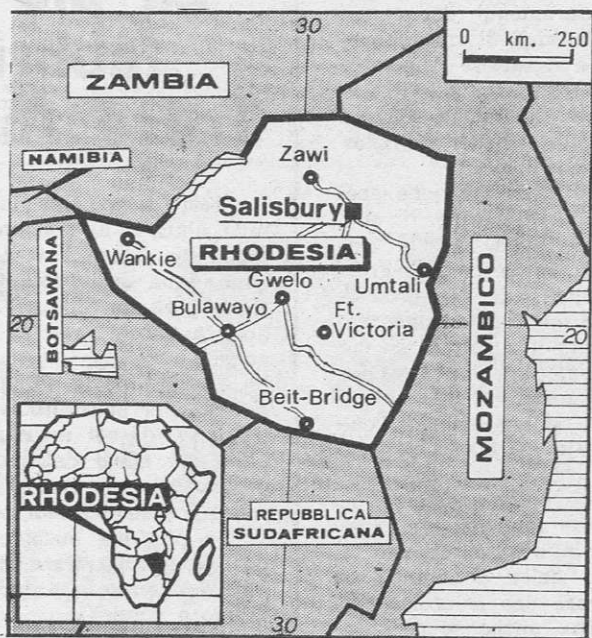 30
0 km. 250
ZAMBIA
NAMIBIA
Zawi
Salisbury
RHODESIA
Wankie
Gwelo
Umtali
BOTSAWANA
Bulawayo
Ft.
Victoria
20
20
MOZAMBICO
Beit-Bridge
RHODESIA
REPUBBLICA
SUDAFRICANA
30